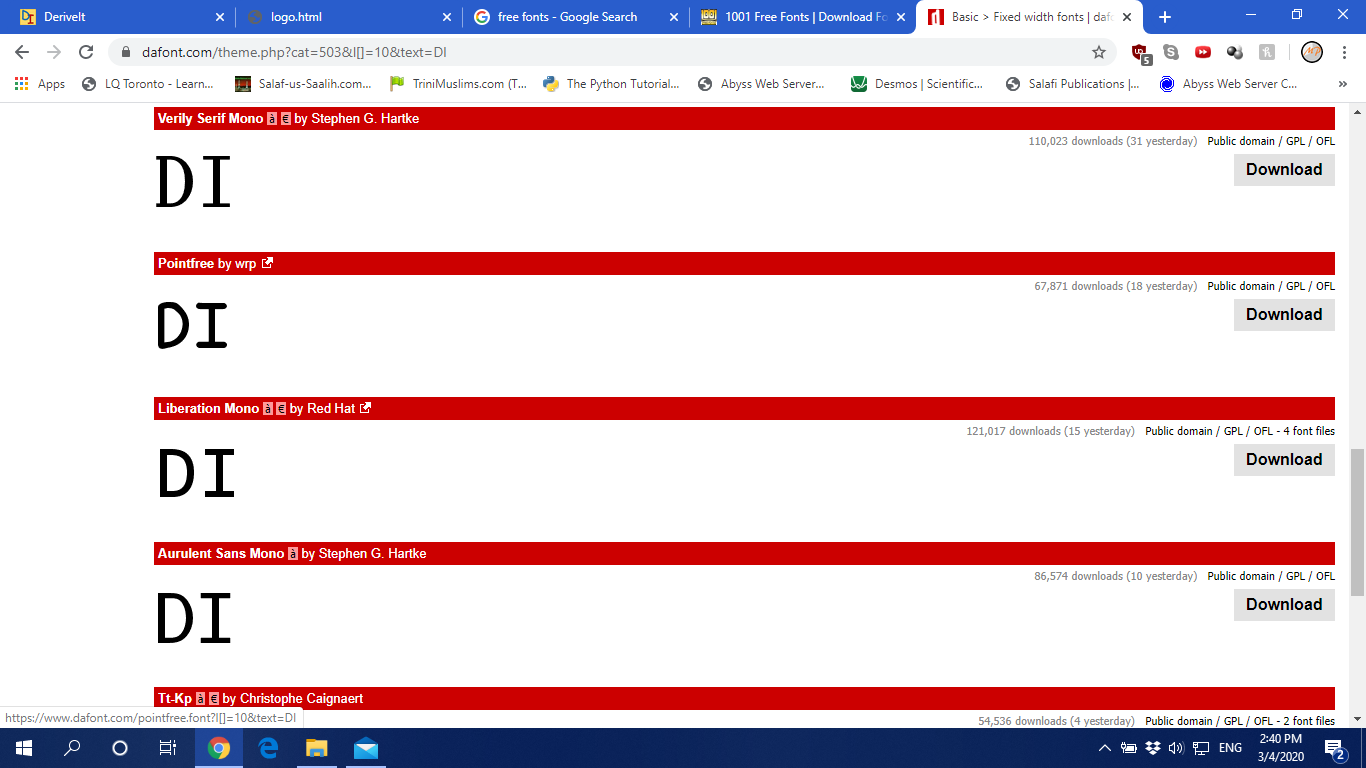 DeriveIt
logo.html
free fonts - Google Search
1001 Free Fonts | Download Fo
Basic > Fixed width fonts | dafo
dafont.com/theme.php?cat=503&l[]=10&text=DI
5
Apps
LQ Toronto - Learn...
Salaf-us-Saalih.com...
TriniMuslims.com (T...
The Python Tutorial...
Abyss Web Server...
Desmos | Scientific...
Salafi Publications |...
Abyss Web Server C...
»
Verily Serif Mono à € by Stephen G. Hartke
110,023 downloads (31 yesterday) Public domain / GPL / OFL
DI
Download
Pointfree by wrp
67,871 downloads (18 yesterday) Public domain / GPL / OFL
DI
Download
Liberation Mono à € by Red Hat
121,017 downloads (15 yesterday) Public domain / GPL / OFL - 4 font files
DI
Download
Aurulent Sans Mono à by Stephen G. Hartke
86,574 downloads (10 yesterday) Public domain / GPL / OFL
DI
Download
Tt-Kp à € by Christophe Caignaert
54,536 downloads (4 yesterday) Public domain / GPL / OFL - 2 font files
https://www.dafont.com/pointfree.font?l[]=10&text=DI
ENG
2:40 PM
3/4/2020
2